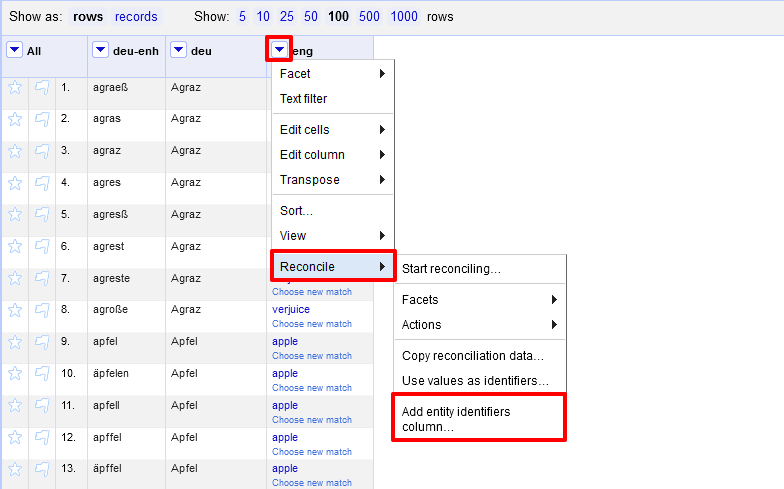 Show as: rows records Show: 5 10 25 50 100 500 1000 rows
All deu-enh deu eng
1. agraeß Agraz
2. agras Agraz
3. agraz Agraz
4. agres Agraz
5. agresß Agraz
6. agrest Agraz
7. agreste Agraz
Choose new match
8. agroße Agraz verjuice
Choose new match
9. apfel Apfel apple
Choose new match
10. äpfelen Apfel apple
Choose new match
11. apfell Apfel apple
Choose new match
12. apffel Apfel apple
Choose new match
13. äpffel Apfel apple
Choose new match
Facet
Text filter
Edit cells
Edit column
Transpose
Sort...
View
Reconcile
Start reconciling...
Facets
Actions
Copy reconciliation data...
Use values as identifiers...
Add entity identifiers
column...